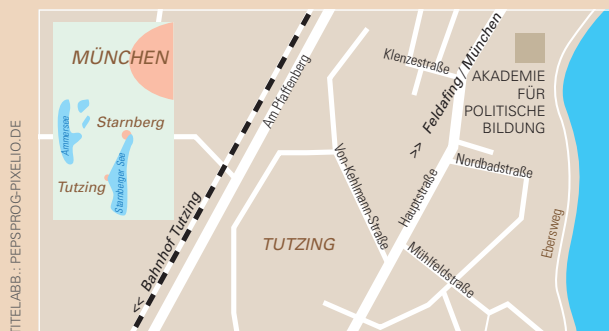 MÜNCHEN
Ammersee
Starnberg
Starnberger See
Tutzing
TITELABB.: PEPSPROG-PIXELIO.DE
Am Pfaffenberg
<< Bahnhof Tutzing
TUTZING
Von-Kehlmann-Straße
Klenzestraße
>> Feldafing / München
AKADEMIE
FÜR
POLITISCHE
BILDUNG
Nordbadstraße
Hauptstraße
Mühlfeldstraße
Ebersweg